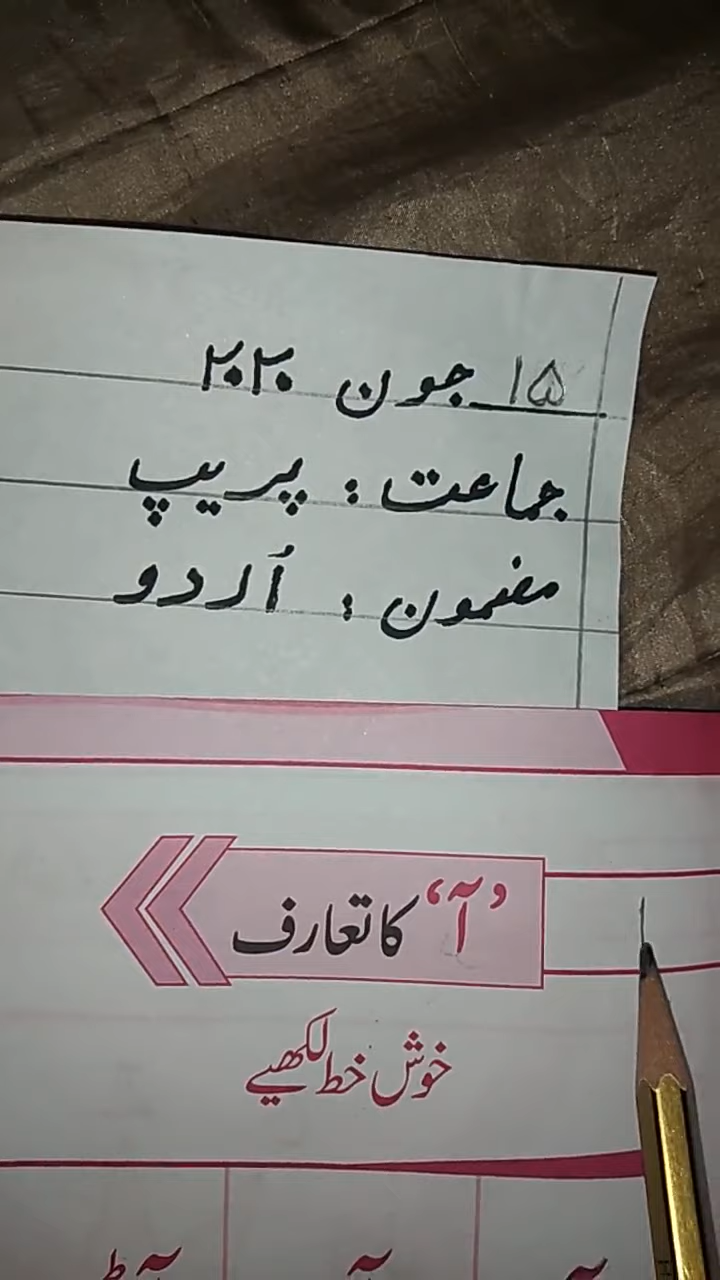 ۱۵ جون ۲۰۲۰
جماعت : پریپ
مضمون : اُردو
’آ‘ کا تعارف
خوش خط لکھیے